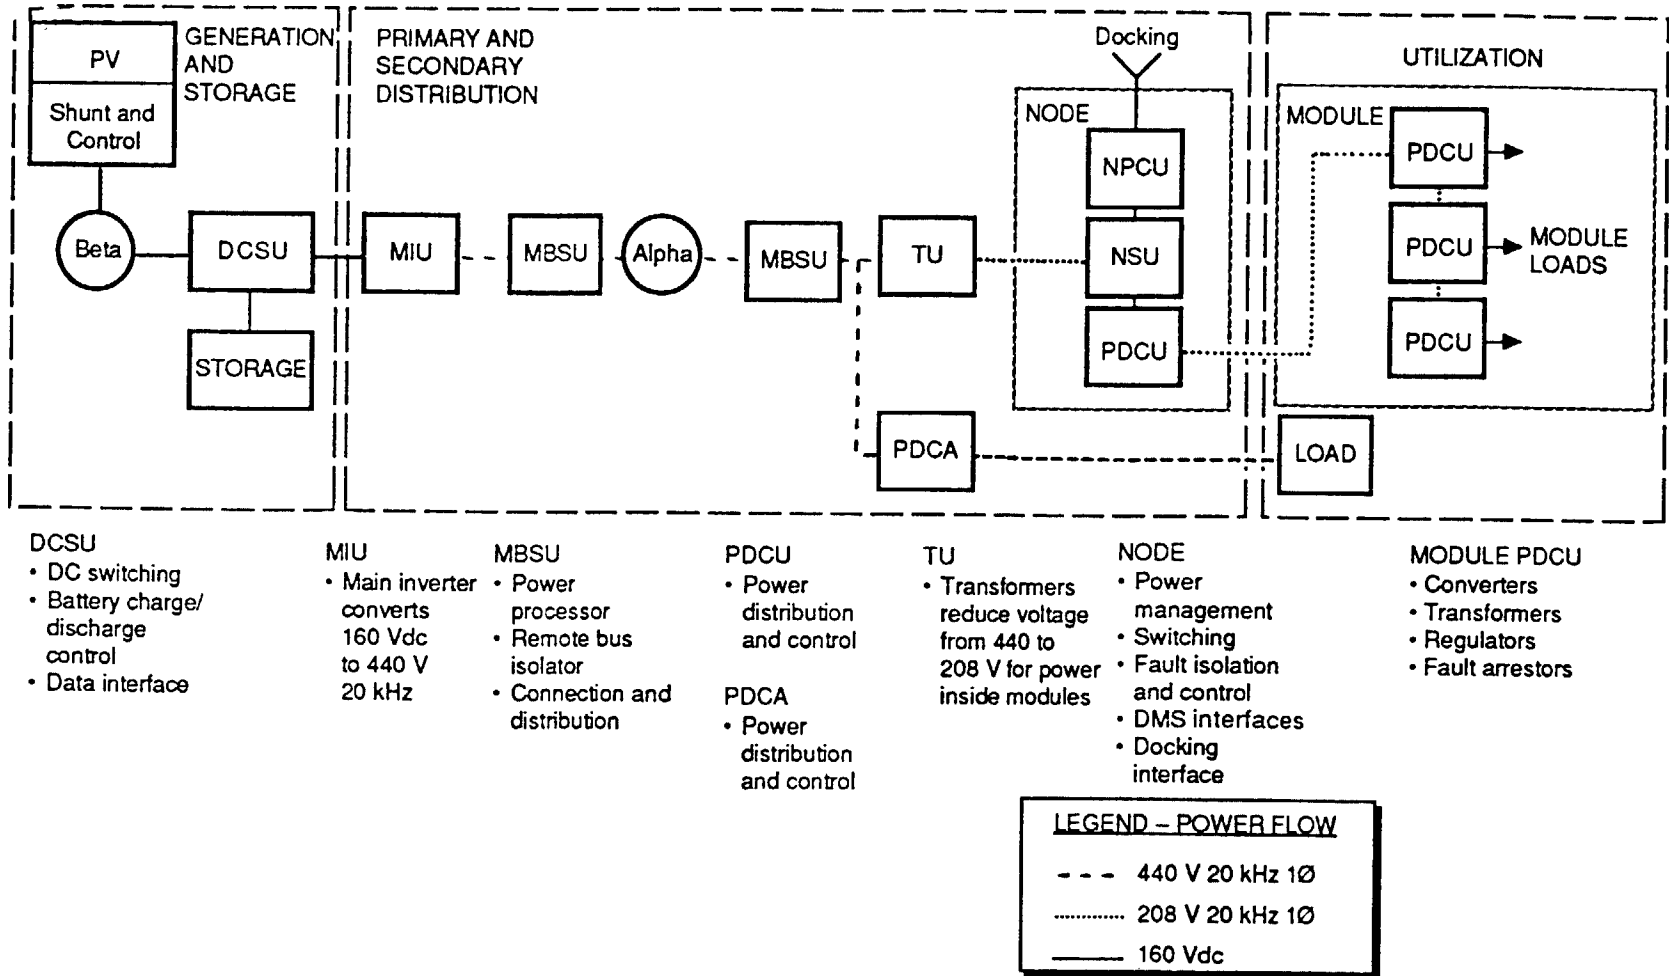 PV
Shunt and
Control
GENERATION
AND
STORAGE
Beta
DCSU
STORAGE
PRIMARY AND
SECONDARY
DISTRIBUTION
MIU
MBSU
Alpha
MBSU
TU
PDCA
Docking
NODE
NPCU
NSU
PDCU
UTILIZATION
MODULE
PDCU
PDCU
PDCU
MODULE
LOADS
LOAD
DCSU
• DC switching
• Battery charge/
discharge
control
• Data interface
MIU
• Main inverter
converts
160 Vdc
to 440 V
20 kHz
MBSU
• Power
processor
• Remote bus
isolator
• Connection and
distribution
PDCU
• Power
distribution
and control
PDCA
• Power
distribution
and control
TU
• Transformers
reduce voltage
from 440 to
208 V for power
inside modules
NODE
• Power
management
• Switching
• Fault isolation
and control
• DMS interfaces
• Docking
interface
MODULE PDCU
• Converters
• Transformers
• Regulators
• Fault arrestors
LEGEND – POWER FLOW
440 V 20 kHz 1Ø
208 V 20 kHz 1Ø
160 Vdc